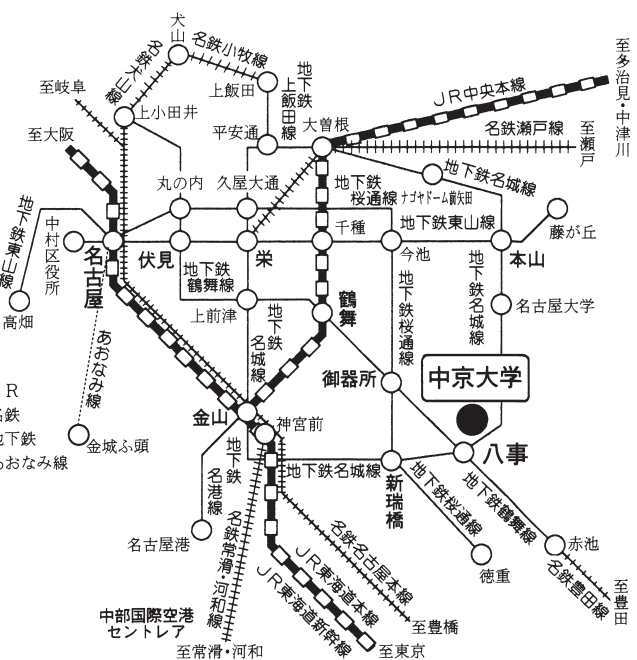 犬山
名鉄小牧線
名鉄犬山線
至岐阜
上飯田
地下鉄上飯田線
JR中央本線
至多治見・中津川
上小田井
至大阪
平安通
大曽根
名鉄瀬戸線
至瀬戸
丸の内
久屋大通
地下鉄桜通線
ナゴヤドーム前矢田
地下鉄名城線
地下鉄東山線
中村区役所
名古屋
伏見
栄
千種
地下鉄東山線
今池
本山
藤が丘
地下鉄鶴舞線
高畑
上前津
地下鉄名城線
鶴舞
地下鉄桜通線
地下鉄名城線
名古屋大学
あおなみ線
御器所
中京大学
R
名鉄
地下鉄
あおなみ線
金城ふ頭
金山
神宮前
八事
地下鉄名港線
地下鉄名城線
新瑞橋
地下鉄桜通線
地下鉄鶴舞線
名古屋港
名鉄常滑・河和線
名鉄名古屋本線
徳重
赤池
名鉄豊田線
至豊田
JR東海道本線
JR東海道新幹線
中部国際空港
セントレア
至常滑・河和
至豊橋
至東京